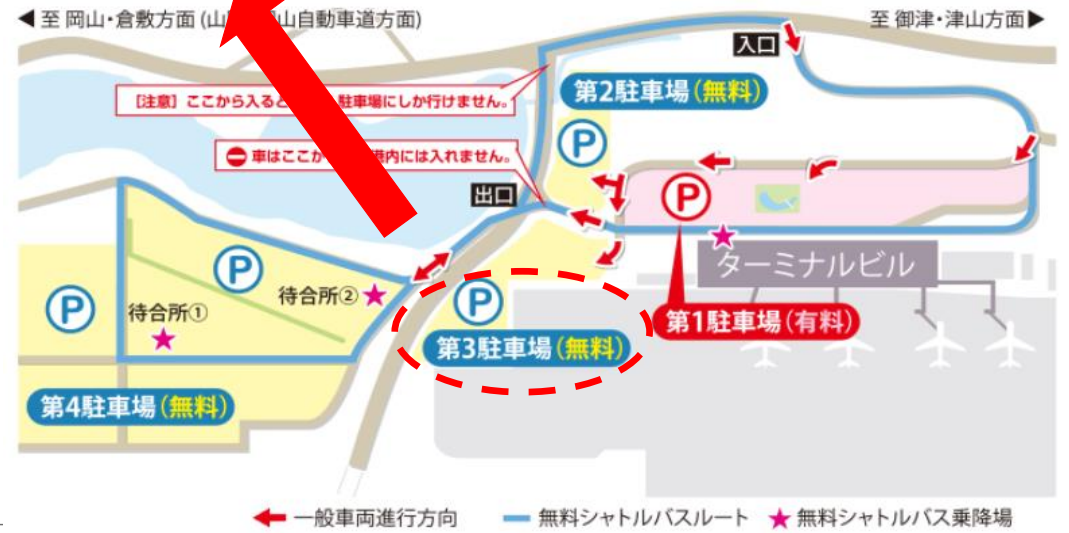 ◀至 岡山・倉敷方面(山 山自動車道方面)
至 御津・津山方面▶
入口
[注意] ここから入ると 駐車場にしか行けません。
第2駐車場(無料)
P
車はここか 港内には入れません。
出口
P
P
待合所②★
P
待合所①
★
P
★
ターミナルビル
第1駐車場(有料)
第3駐車場(無料)
第4駐車場(無料)
一般車両進行方向
無料シャトルバスルート
★無料シャトルバス乗降場